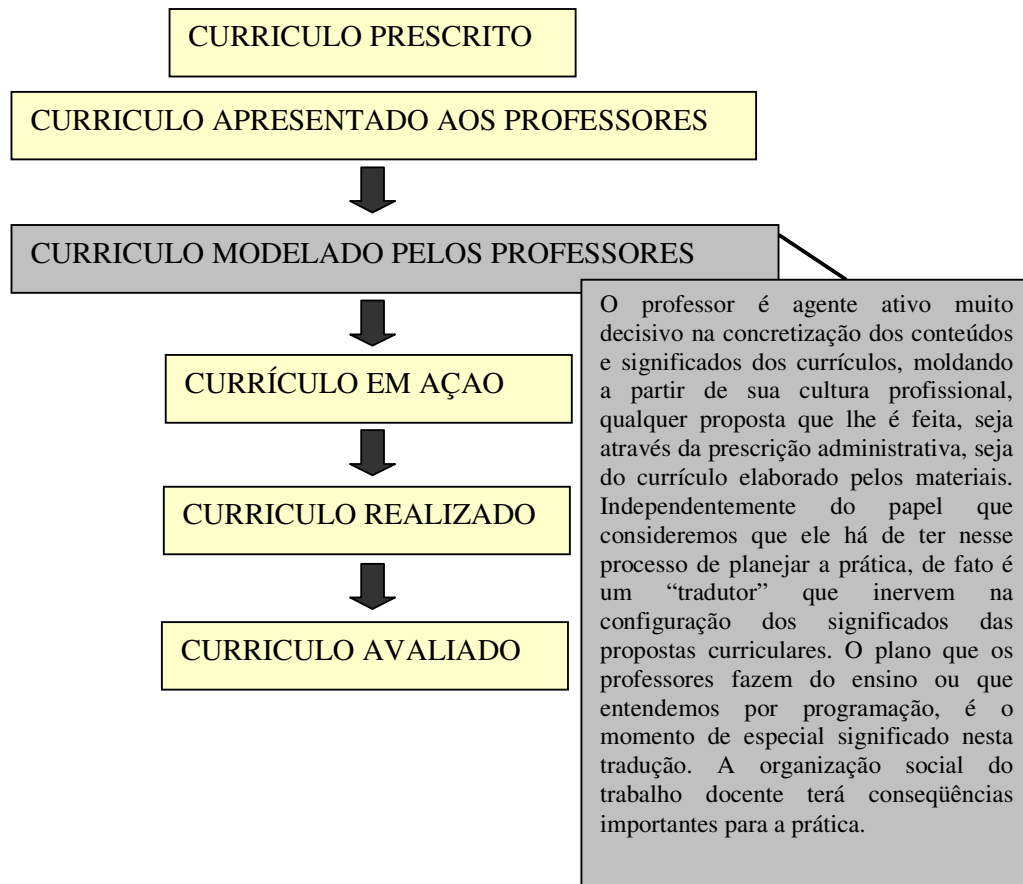 CURRICULO PRESCRITO
CURRICULO APRESENTADO AOS PROFESSORES
CURRICULO MODELADO PELOS PROFESSORES
CURRÍCULO EM AÇAO
CURRICULO REALIZADO
CURRICULO AVALIADO
O professor é agente ativo muito
decisivo na concretização dos conteúdos
e significados dos currículos, moldando
a partir de sua cultura profissional,
qualquer proposta que lhe é feita, seja
através da prescrição administrativa, seja
do currículo elaborado pelos materiais.
Independentemente do papel que
consideremos que ele há de ter nesse
processo de planejar a prática, de fato é
um “tradutor” que inervem na
configuração dos significados das
propostas curriculares. O plano que os
professores fazem do ensino ou que
entendemos por programação, é o
momento de especial significado nesta
tradução. A organização social do
trabalho docente terá conseqüências
importantes para a prática.